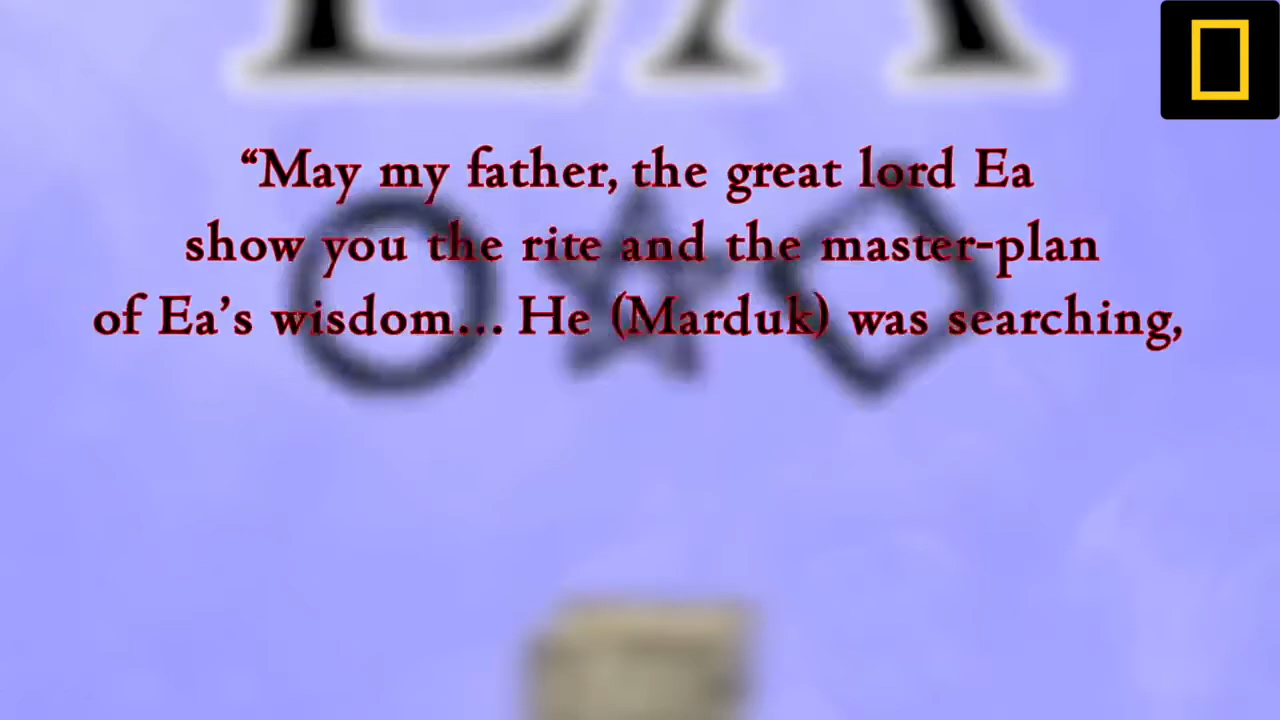 EA
“May my father, the great lord Ea
show you the rite and the master-plan
of Ea’s wisdom... He (Marduk) was searching,